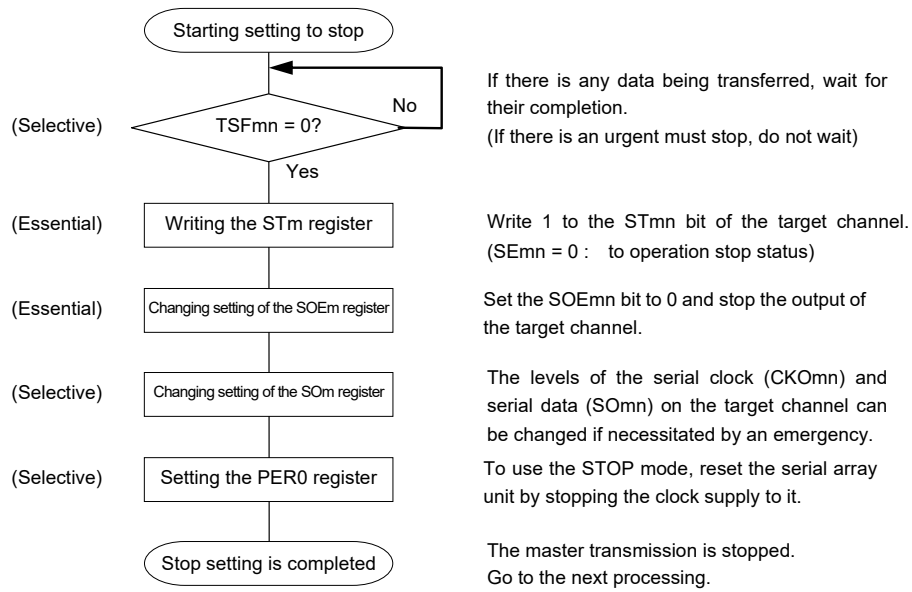 Starting setting to stop
No
If there is any data being transferred, wait for
their completion.
(If there is an urgent must stop, do not wait)
(Selective)
TSFmn = 0?
Yes
(Essential)
Writing the STm register
Write 1 to the STmn bit of the target channel.
(SEmn = 0 : to operation stop status)
(Essential)
Changing setting of the SOEm register
Set the SOEmn bit to 0 and stop the output of
the target channel.
(Selective)
Changing setting of the SOm register
The levels of the serial clock (CKOmn) and
serial data (SOmn) on the target channel can
be changed if necessitated by an emergency.
(Selective)
Setting the PER0 register
To use the STOP mode, reset the serial array
unit by stopping the clock supply to it.
Stop setting is completed
The master transmission is stopped.
Go to the next processing.